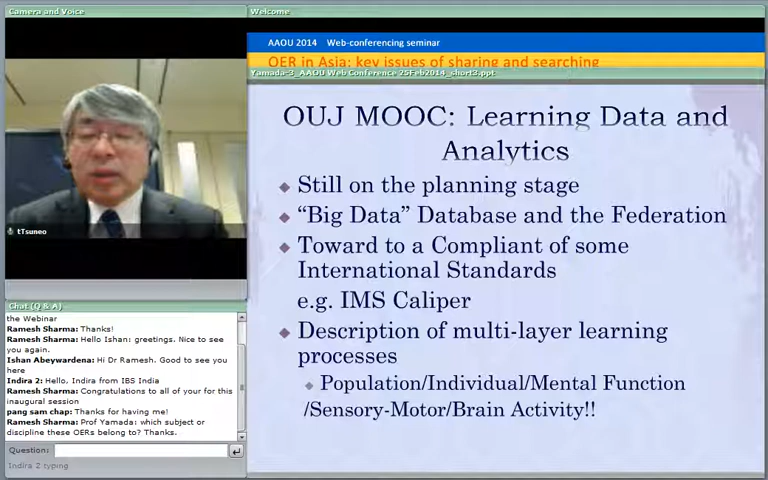 Camera and Voice
Welcome
AAOU 2014 Web-conferencing seminar
OER in Asia: key issues of sharing and searching
Yamada-3_AAOU Web Conference 25Feb2014_short3.ppt
tTsuneo
OUJ MOOC: Learning Data and
Analytics
Still on the planning stage
“Big Data” Database and the Federation
Toward to a Compliant of some
International Standards
e.g. IMS Caliper
Description of multi-layer learning
processes
Population/Individual/Mental Function
/Sensory-Motor/Brain Activity!!
Chat (Q & A)
the Webinar
Ramesh Sharma: Thanks!
Ramesh Sharma: Hello Ishan: greetings. Nice to see
you again.
Ishan Abeywardena: Hi Dr Ramesh. Good to see you
here
Indira 2: Hello, Indira from IBS India
Ramesh Sharma: Congratulations to all of your for this
inaugural session
pang sam chap: Thanks for having me!
Ramesh Sharma: Prof Yamada: which subject or
discipline these OERs belong to? Thanks.
Question:
Indira 2 typing